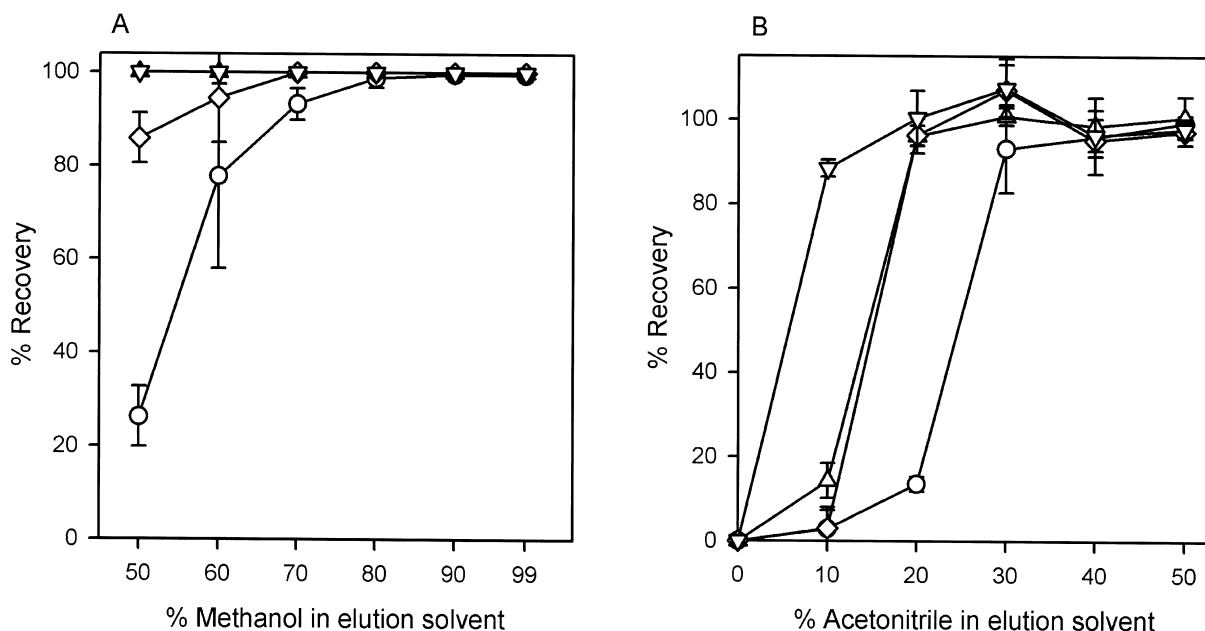 A
100
80
60
40
20
0
% Recovery
50 60 70 80 90 99
% Methanol in elution solvent
B
100
80
60
40
20
0
% Recovery
0 10 20 30 40 50
% Acetonitrile in elution solvent